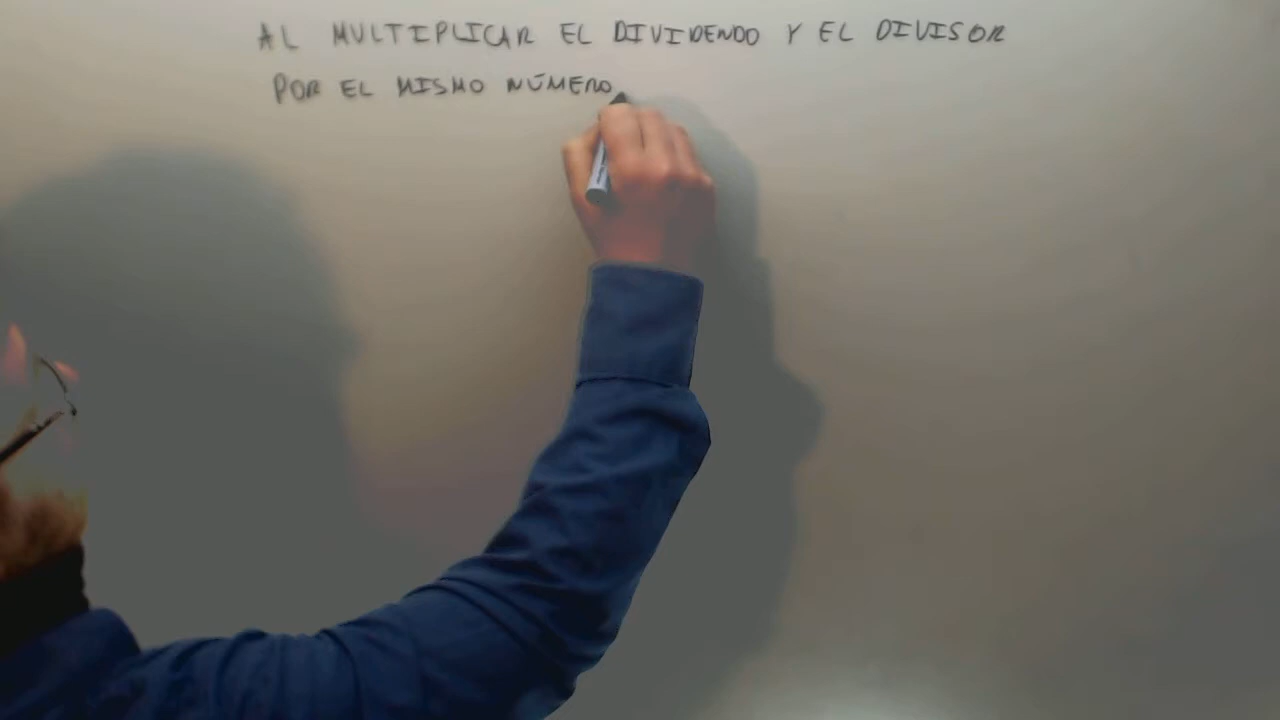 AL MULTIPLICAR EL DIVIDENDO Y EL DIVISOR
POR EL MISMO NÚMERO,